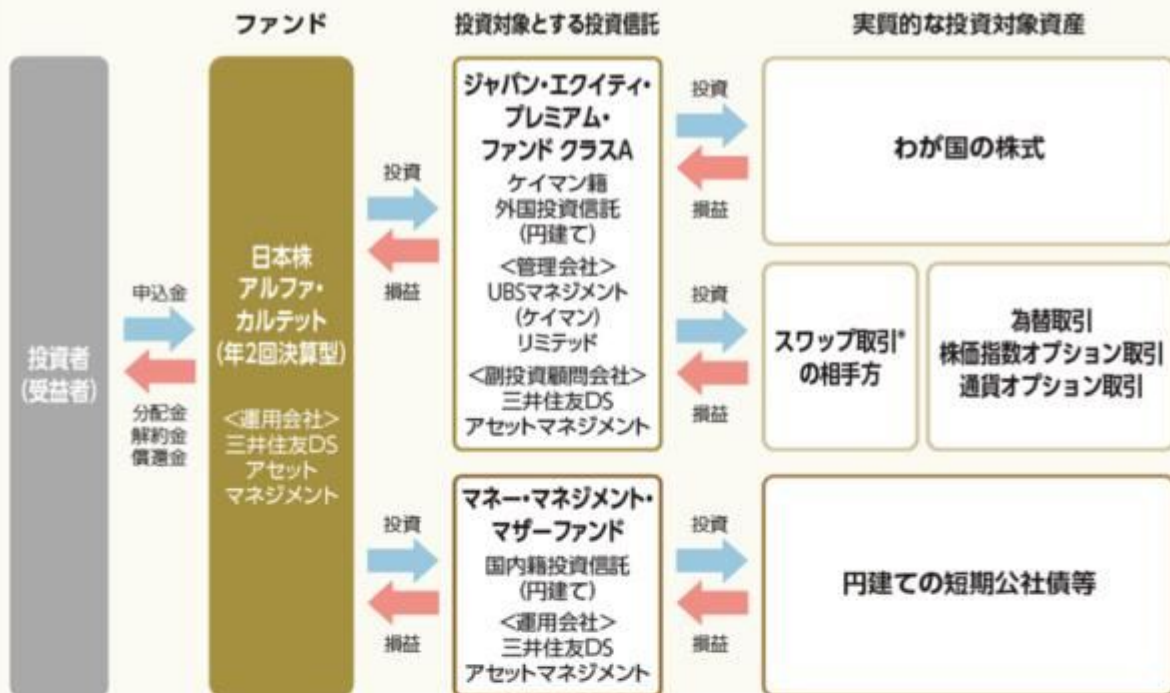 ファンド
投資対象とする投資信託
実質的な投資対象資産
投資者
(受益者)
申込金
分配金
解約金
償還金
日本株
アルファ・
カルテット
(年2回決算型)
<運用会社>
三井住友DS
アセット
マネジメント
投資
損益
ジャパン・エクイティ・
プレミアム・
ファンド クラスA
ケイマン籍
外国投資信託
(円建て)
<管理会社>
UBSマネジメント
(ケイマン)
リミテッド
<副投資顧問会社>
三井住友DS
アセットマネジメント
投資
損益
わが国の株式
投資
損益
スワップ取引*
の相手方
為替取引
株価指数オプション取引
通貨オプション取引
投資
損益
マネー・マネジメント・
マザーファンド
国内籍投資信託
(円建て)
<運用会社>
三井住友DS
アセットマネジメント
投資
損益
円建ての短期公社債等